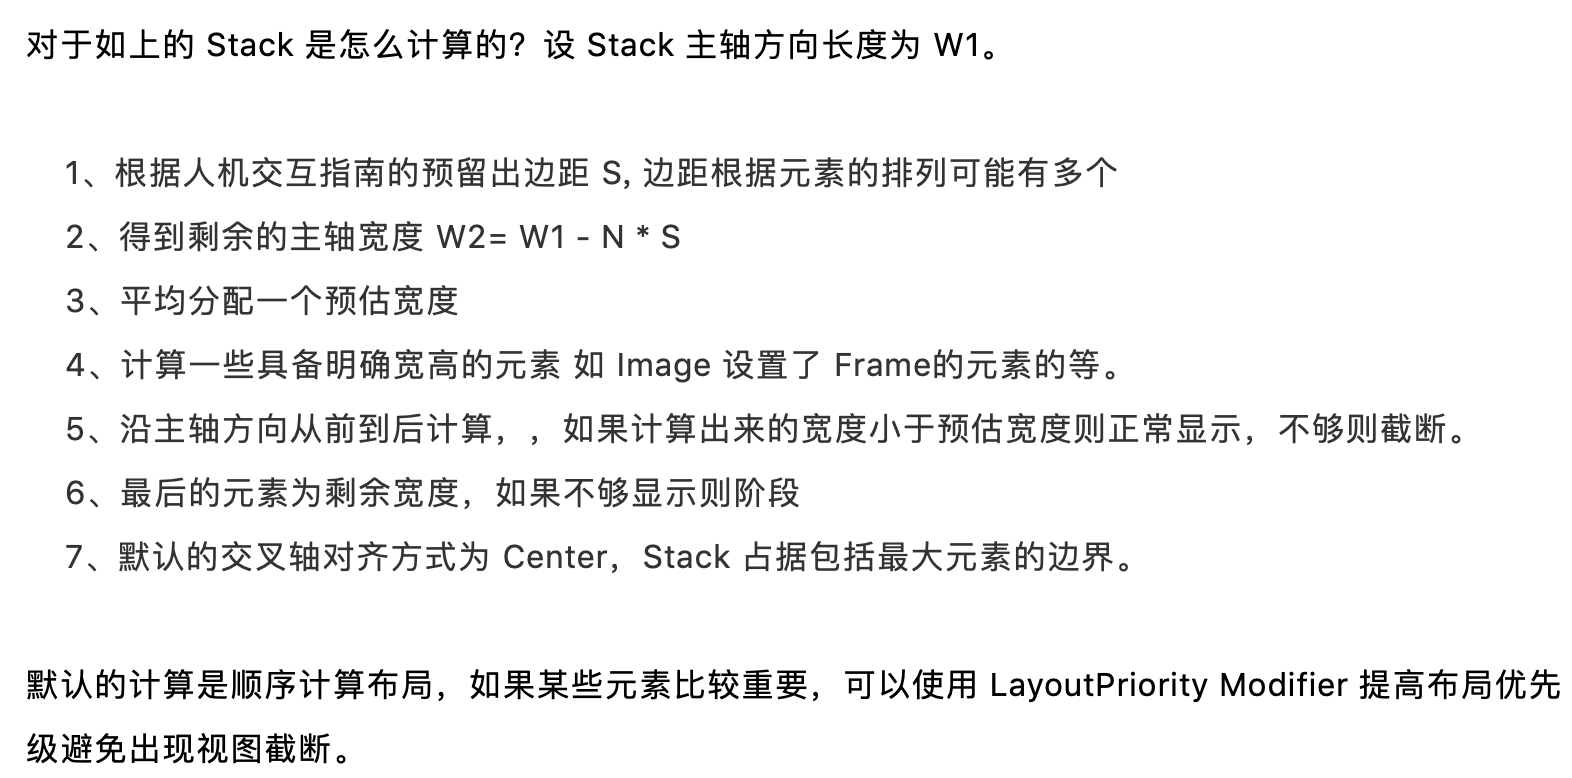 对于如上的 Stack 是怎么计算的？设 Stack 主轴方向长度为 W1。
1、根据人机交互指南的预留出边距 S, 边距根据元素的排列可能有多个
2、得到剩余的主轴宽度 W2= W1 - N * S
3、平均分配一个预估宽度
4、计算一些具备明确宽高的元素 如 Image 设置了 Frame的元素的等。
5、沿主轴方向从前到后计算，，如果计算出来的宽度小于预估宽度则正常显示，不够则截断。
6、最后的元素为剩余宽度，如果不够显示则阶段
7、默认的交叉轴对齐方式为 Center，Stack 占据包括最大元素的边界。
默认的计算是顺序计算布局，如果某些元素比较重要，可以使用 LayoutPriority Modifier 提高布局优先
级避免出现视图截断。